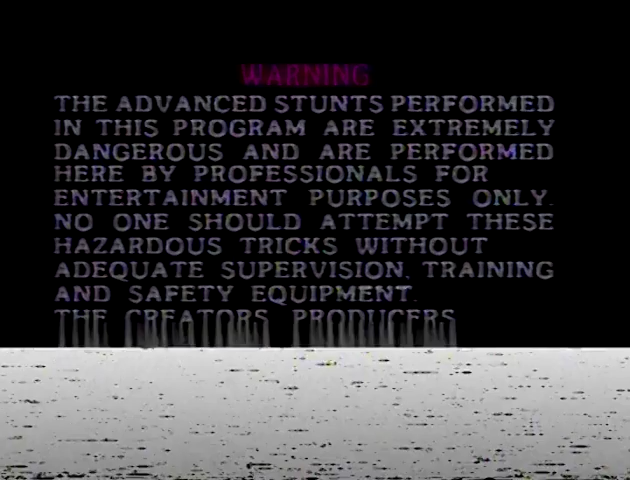 WARNING
THE ADVANCED STUNTS PERFORMED
IN THIS PROGRAM ARE EXTREMELY
DANGEROUS AND ARE PERFORMED
HERE BY PROFESSIONALS FOR
ENTERTAINMENT PURPOSES ONLY.
NO ONE SHOULD ATTEMPT THESE
HAZARDOUS TRICKS WITHOUT
ADEQUATE SUPERVISION, TRAINING
AND SAFETY EQUIPMENT.
THE CREATORS PRODUCERS